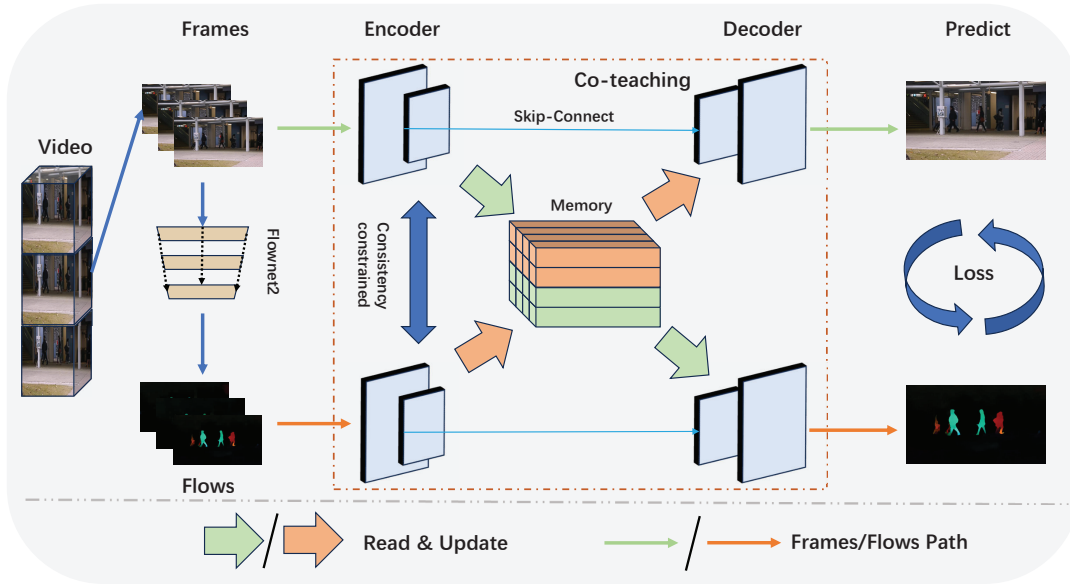 Frames
Encoder
Decoder
Predict
Co-teaching
Skip-Connect
Video
Memory
Flownet2
Consistency
constrained
Loss
Flows
Read & Update
Frames/Flows Path